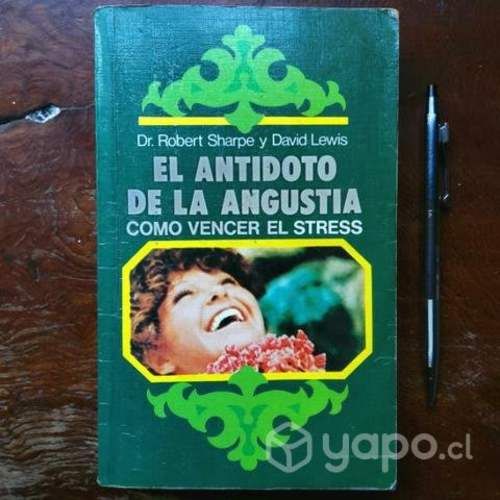 Dr. Robert Sharpe y David Lewis
EL ANTIDOTO
DE LA ANGUSTIA
COMO VENCER EL STRESS
yapo.cl